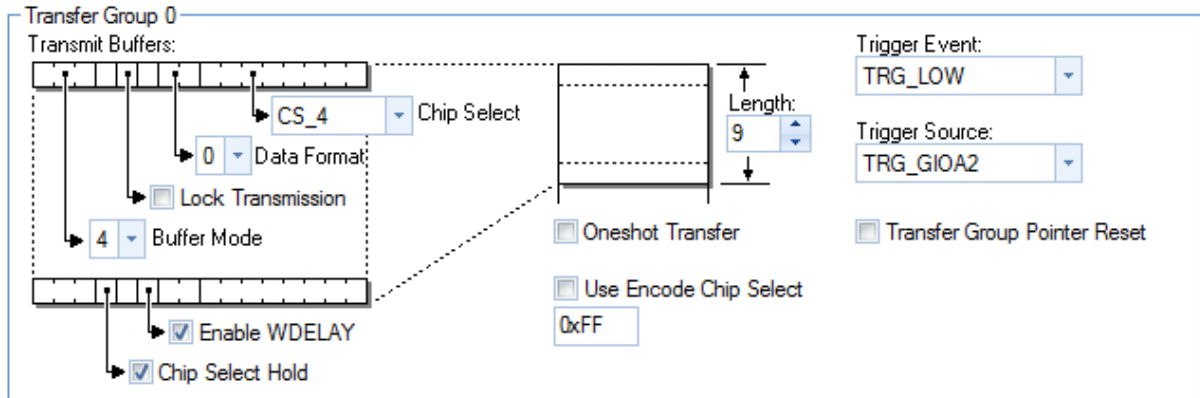 Transfer Group 0
Transmit Buffers:
CS_4 Chip Select
0 Data Format
Lock Transmission
4 Buffer Mode
Enable WDELAY
Chip Select Hold
Length:
9
Oneshot Transfer
Use Encode Chip Select
0xFF
Trigger Event:
TRG_LOW
Trigger Source:
TRG_GIOA2
Transfer Group Pointer Reset